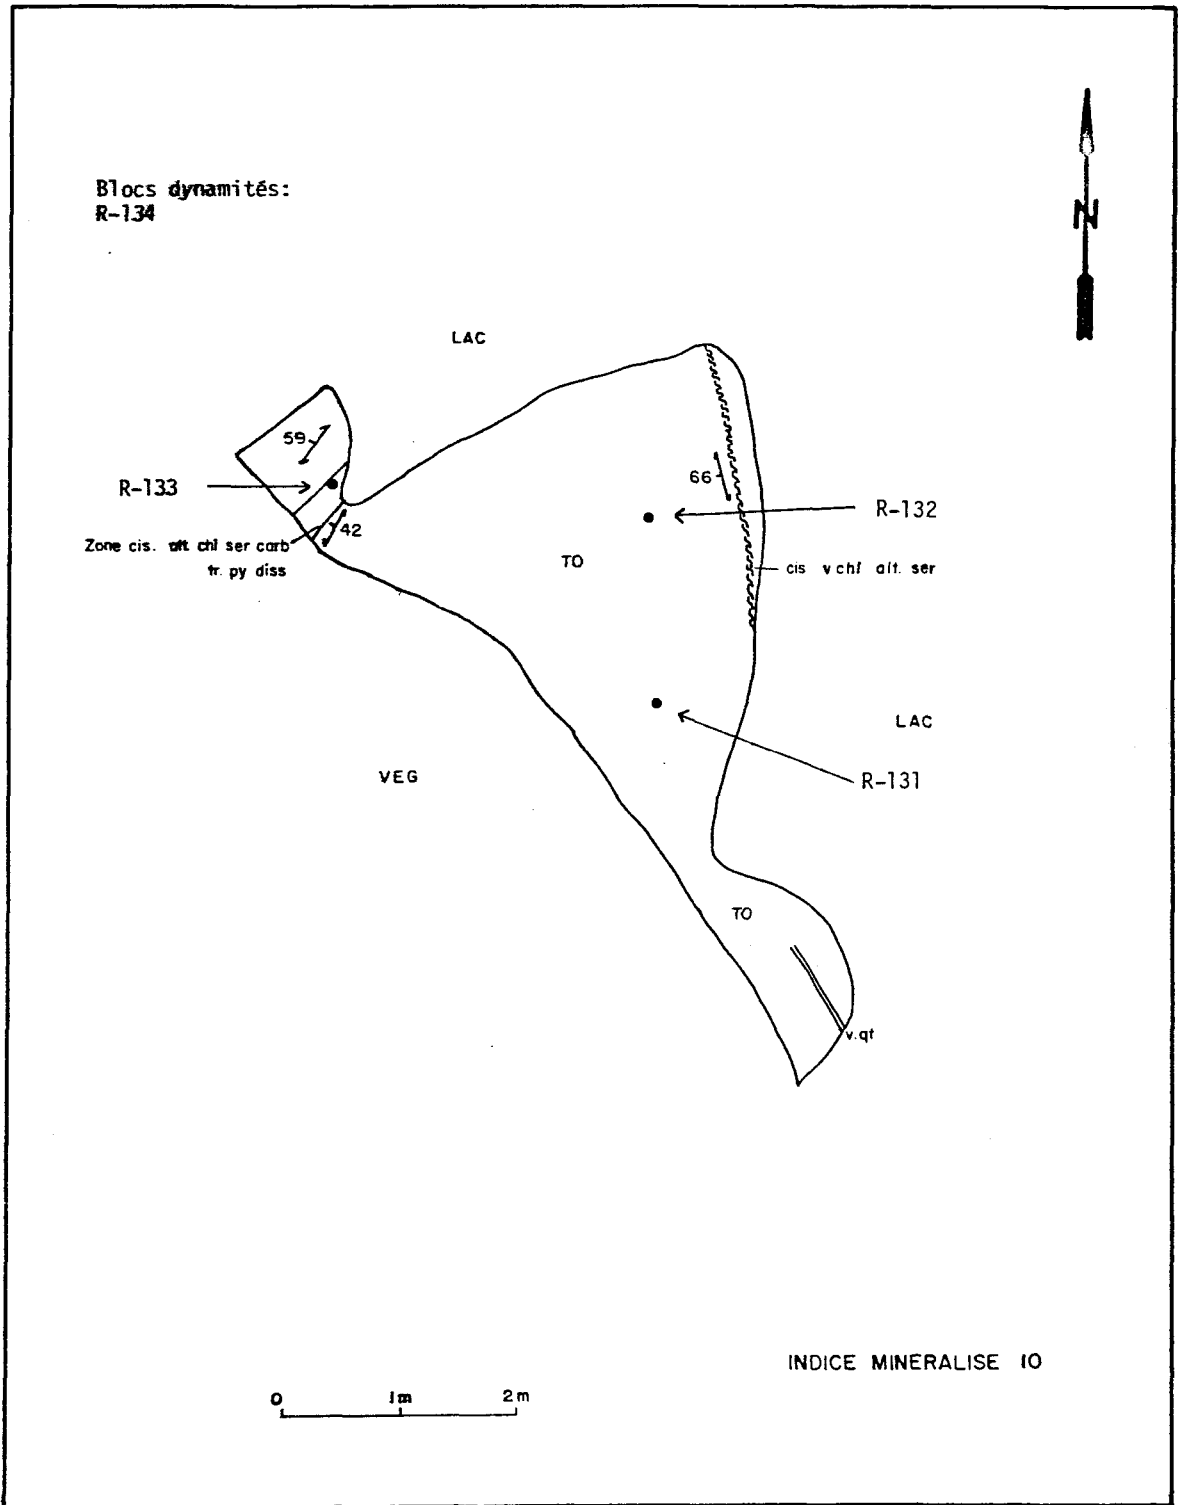 Blocs dynamités:
R-134
N
LAC
59
R-133
66
R-132
42
Zone cis. alt chl ser carb
tr. py diss
TO
cis v chl alt. ser
LAC
VEG
R-131
TO
v.qt
INDICE MINERALISE 10
0 1m 2m